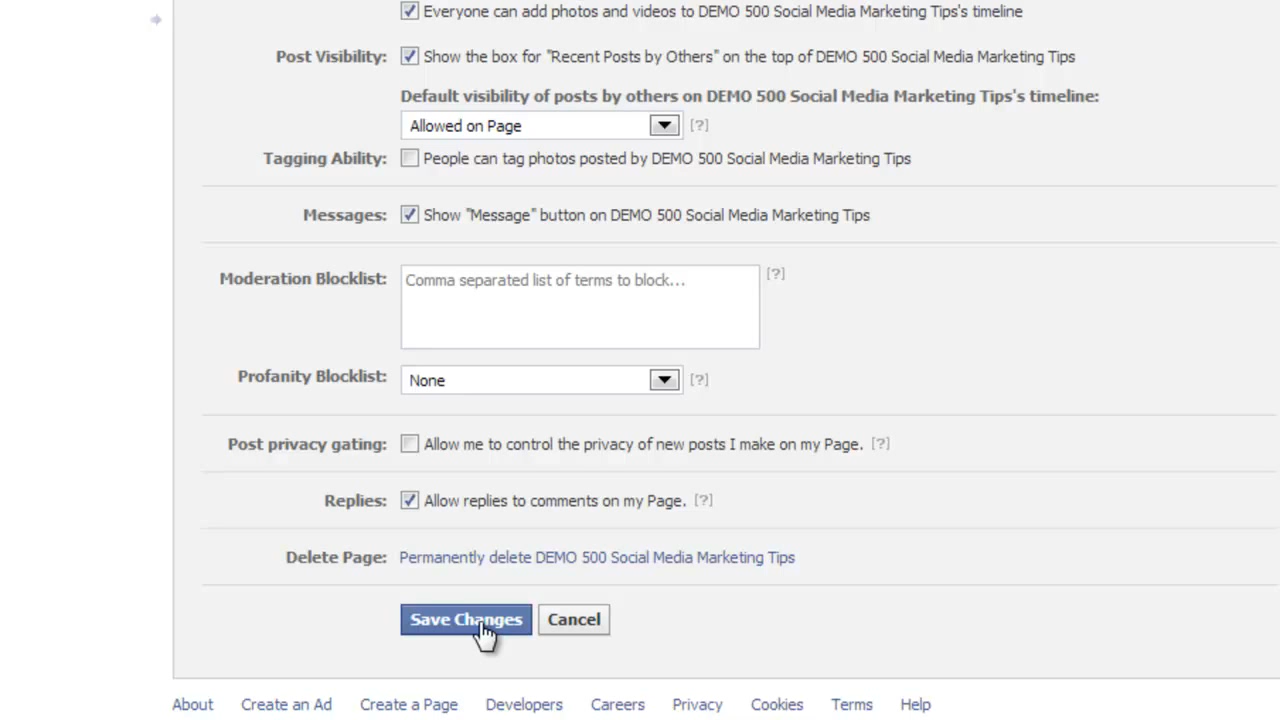 Everyone can add photos and videos to DEMO 500 Social Media Marketing Tips's timeline
Post Visibility: Show the box for "Recent Posts by Others" on the top of DEMO 500 Social Media Marketing Tips
Default visibility of posts by others on DEMO 500 Social Media Marketing Tips's timeline:
Allowed on Page [?]
Tagging Ability: People can tag photos posted by DEMO 500 Social Media Marketing Tips
Messages: Show "Message" button on DEMO 500 Social Media Marketing Tips
Moderation Blocklist: Comma separated list of terms to block... [?]
Profanity Blocklist: None [?]
Post privacy gating: Allow me to control the privacy of new posts I make on my Page. [?]
Replies: Allow replies to comments on my Page. [?]
Delete Page: Permanently delete DEMO 500 Social Media Marketing Tips
Save Changes Cancel
About Create an Ad Create a Page Developers Careers Privacy Cookies Terms Help